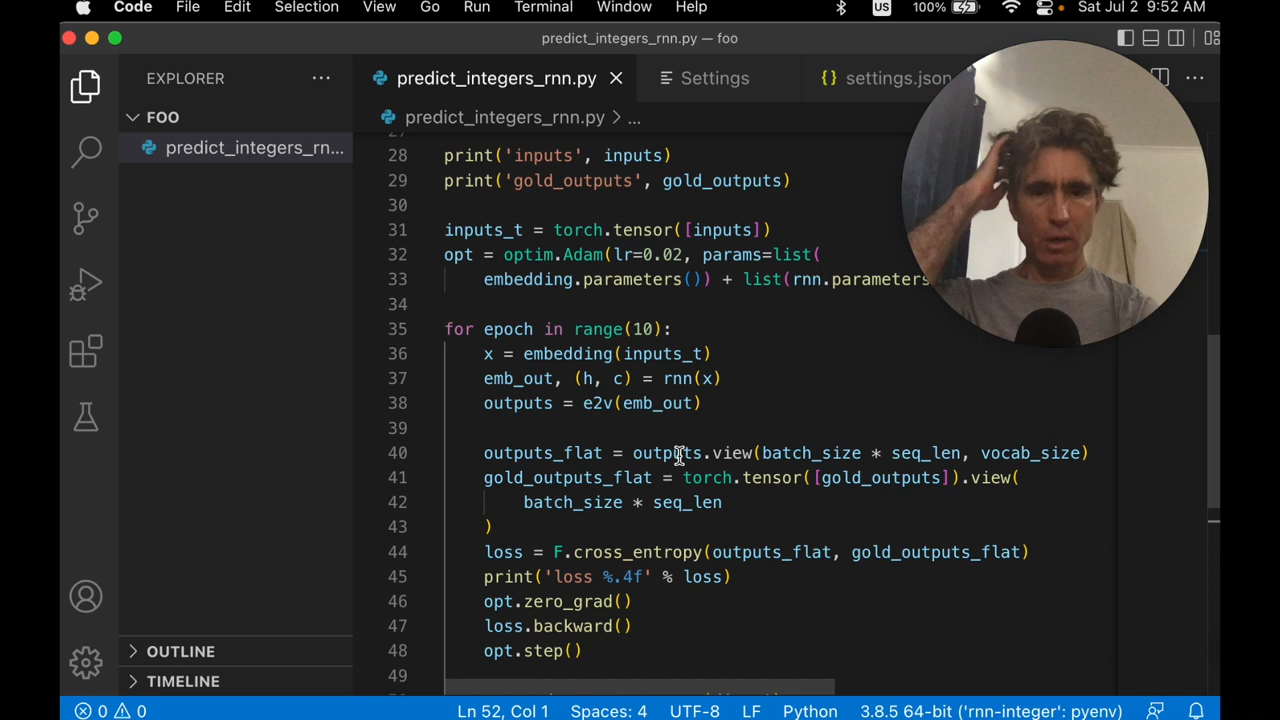 Code File Edit Selection View Go Run Terminal Window Help US 100% Sat Jul 2 9:52 AM
predict_integers_rnn.py — foo
EXPLORER
FOO
predict_integers_rn...
predict_integers_rnn.py Settings {} settings.json
predict_integers_rnn.py > ...
27
28 print('inputs', inputs)
29 print('gold_outputs', gold_outputs)
30
31 inputs_t = torch.tensor([inputs])
32 opt = optim.Adam(lr=0.02, params=list(
33 embedding.parameters()) + list(rnn.parameters
34
35 for epoch in range(10):
36 x = embedding(inputs_t)
37 emb_out, (h, c) = rnn(x)
38 outputs = e2v(emb_out)
39
40 outputs_flat = outputs.view(batch_size * seq_len, vocab_size)
41 gold_outputs_flat = torch.tensor([gold_outputs]).view(
42 batch_size * seq_len
43 )
44 loss = F.cross_entropy(outputs_flat, gold_outputs_flat)
45 print('loss %.4f' % loss)
46 opt.zero_grad()
47 loss.backward()
48 opt.step()
49
OUTLINE
TIMELINE
0 0 Ln 52, Col 1 Spaces: 4 UTF-8 LF Python 3.8.5 64-bit ('rnn-integer': pyenv)